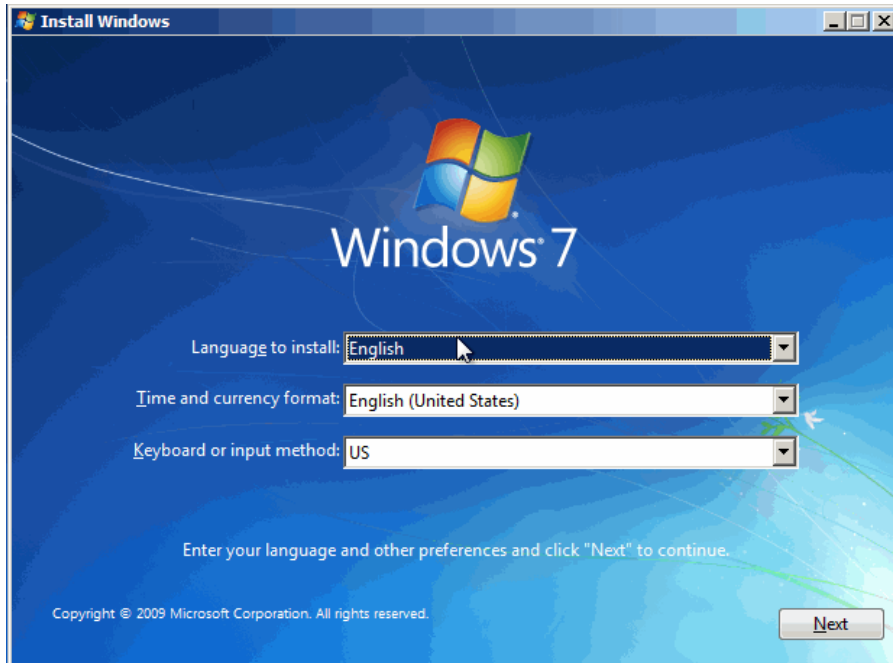 Install Windows
Windows® 7
Language to install: English
Time and currency format: English (United States)
Keyboard or input method: US
Enter your language and other preferences and click "Next" to continue.
Copyright © 2009 Microsoft Corporation. All rights reserved.
Next